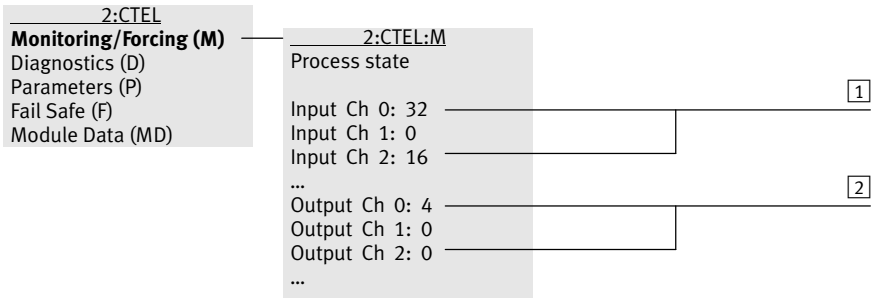 2:CTEL
Monitoring/Forcing (M)
Diagnostics (D)
Parameters (P)
Fail Safe (F)
Module Data (MD)
2:CTEL:M
Process state
Input Ch 0: 32
Input Ch 1: 0
Input Ch 2: 16
...
Output Ch 0: 4
Output Ch 1: 0
Output Ch 2: 0
...
1
2